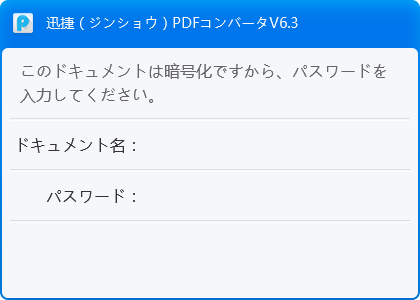 迅捷（ジンショウ）PDFコンバータV6.3
このドキュメントは暗号化ですから、パスワードを
入力してください。
ドキュメント名：
パスワード：